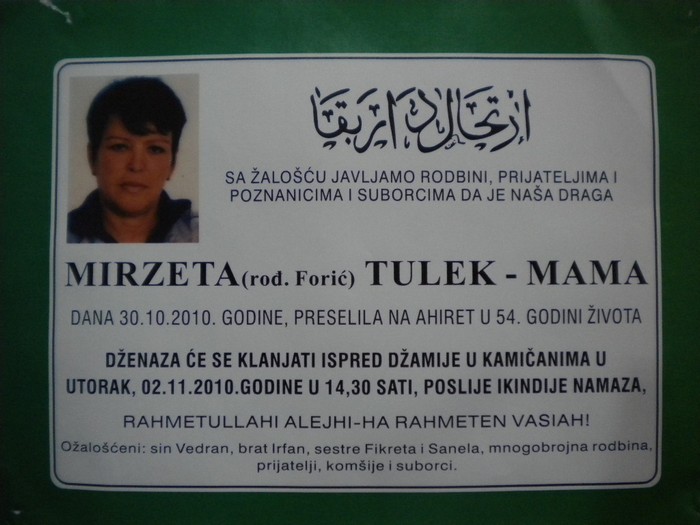 ارتحال دار بقا
SA ŽALOŠĆU JAVLJAMO RODBINI, PRIJATELJIMA I
POZNANICIMA I SUBORCIMA DA JE NAŠA DRAGA
MIRZETA(rođ. Forić) TULEK - MAMA
DANA 30.10.2010. GODINE, PRESELILA NA AHIRET U 54. GODINI ŽIVOTA
DŽENAZA ĆE SE KLANJATI ISPRED DŽAMIJE U KAMIČANIMA U
UTORAK, 02.11.2010.GODINE U 14,30 SATI, POSLIJE IKINDIJE NAMAZA,
RAHMETULLAHI ALEJHI-HA RAHMETEN VASIAH!
Ožalošćeni: sin Vedran, brat Irfan, sestre Fikreta i Sanela, mnogobrojna rodbina,
prijatelji, komšije i suborci.